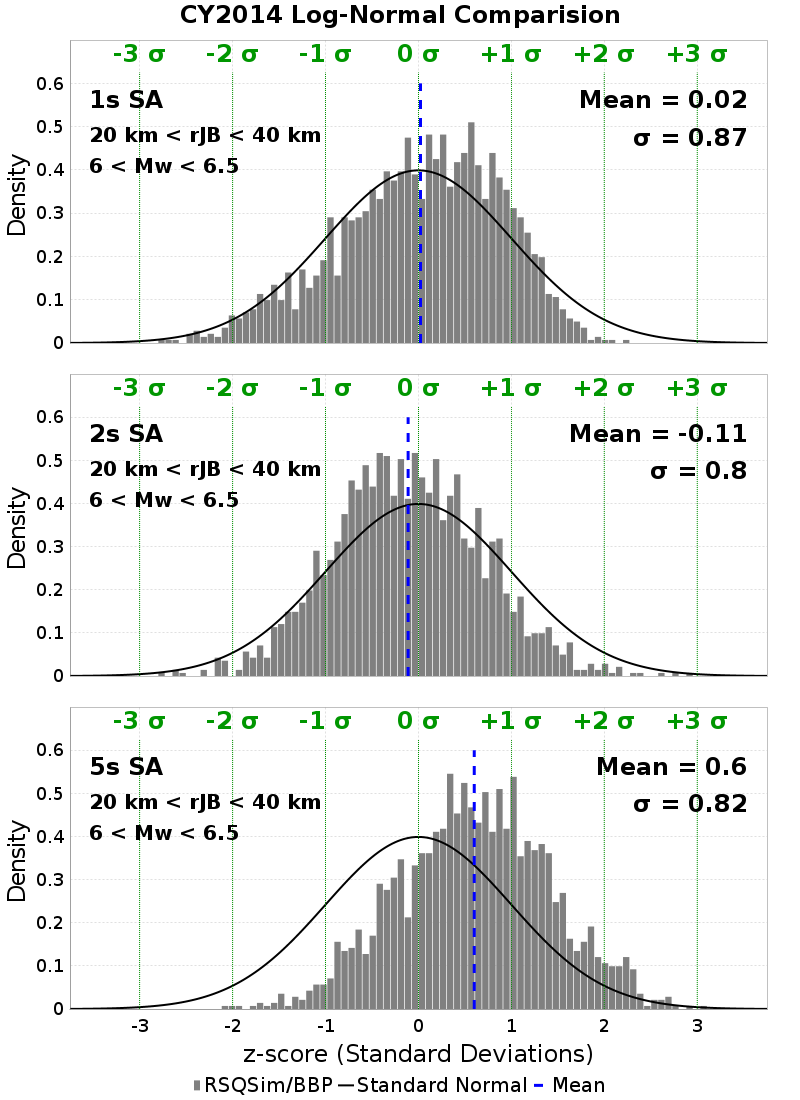 CY2014 Log-Normal Comparision
-3 σ -2 σ -1 σ 0 σ +1 σ +2 σ +3 σ
0.6
1s SA
Mean = 0.02
0.5
20 km < rJB < 40 km
σ = 0.87
6 < Mw < 6.5
0.4
Density
0.3
0.2
0.1
0
-3 σ -2 σ -1 σ 0 σ +1 σ +2 σ +3 σ
0.6
2s SA
Mean = -0.11
0.5
20 km < rJB < 40 km
σ = 0.8
6 < Mw < 6.5
0.4
Density
0.3
0.2
0.1
0
-3 σ -2 σ -1 σ 0 σ +1 σ +2 σ +3 σ
0.6
5s SA
Mean = 0.6
0.5
20 km < rJB < 40 km
σ = 0.82
6 < Mw < 6.5
0.4
Density
0.3
0.2
0.1
0
-3 -2 -1 0 1 2 3
z-score (Standard Deviations)
RSQSim/BBP Standard Normal Mean